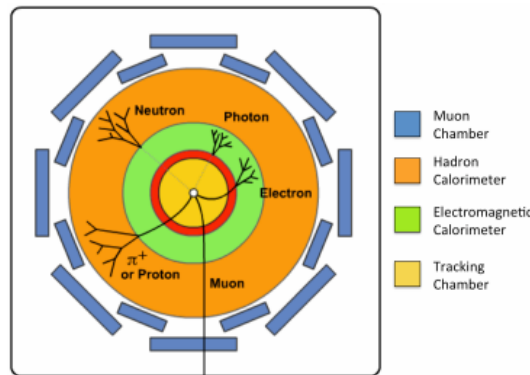 Neutron
Photon
Electron
π⁺
or Proton
Muon
Muon
Chamber
Hadron
Calorimeter
Electromagnetic
Calorimeter
Tracking
Chamber